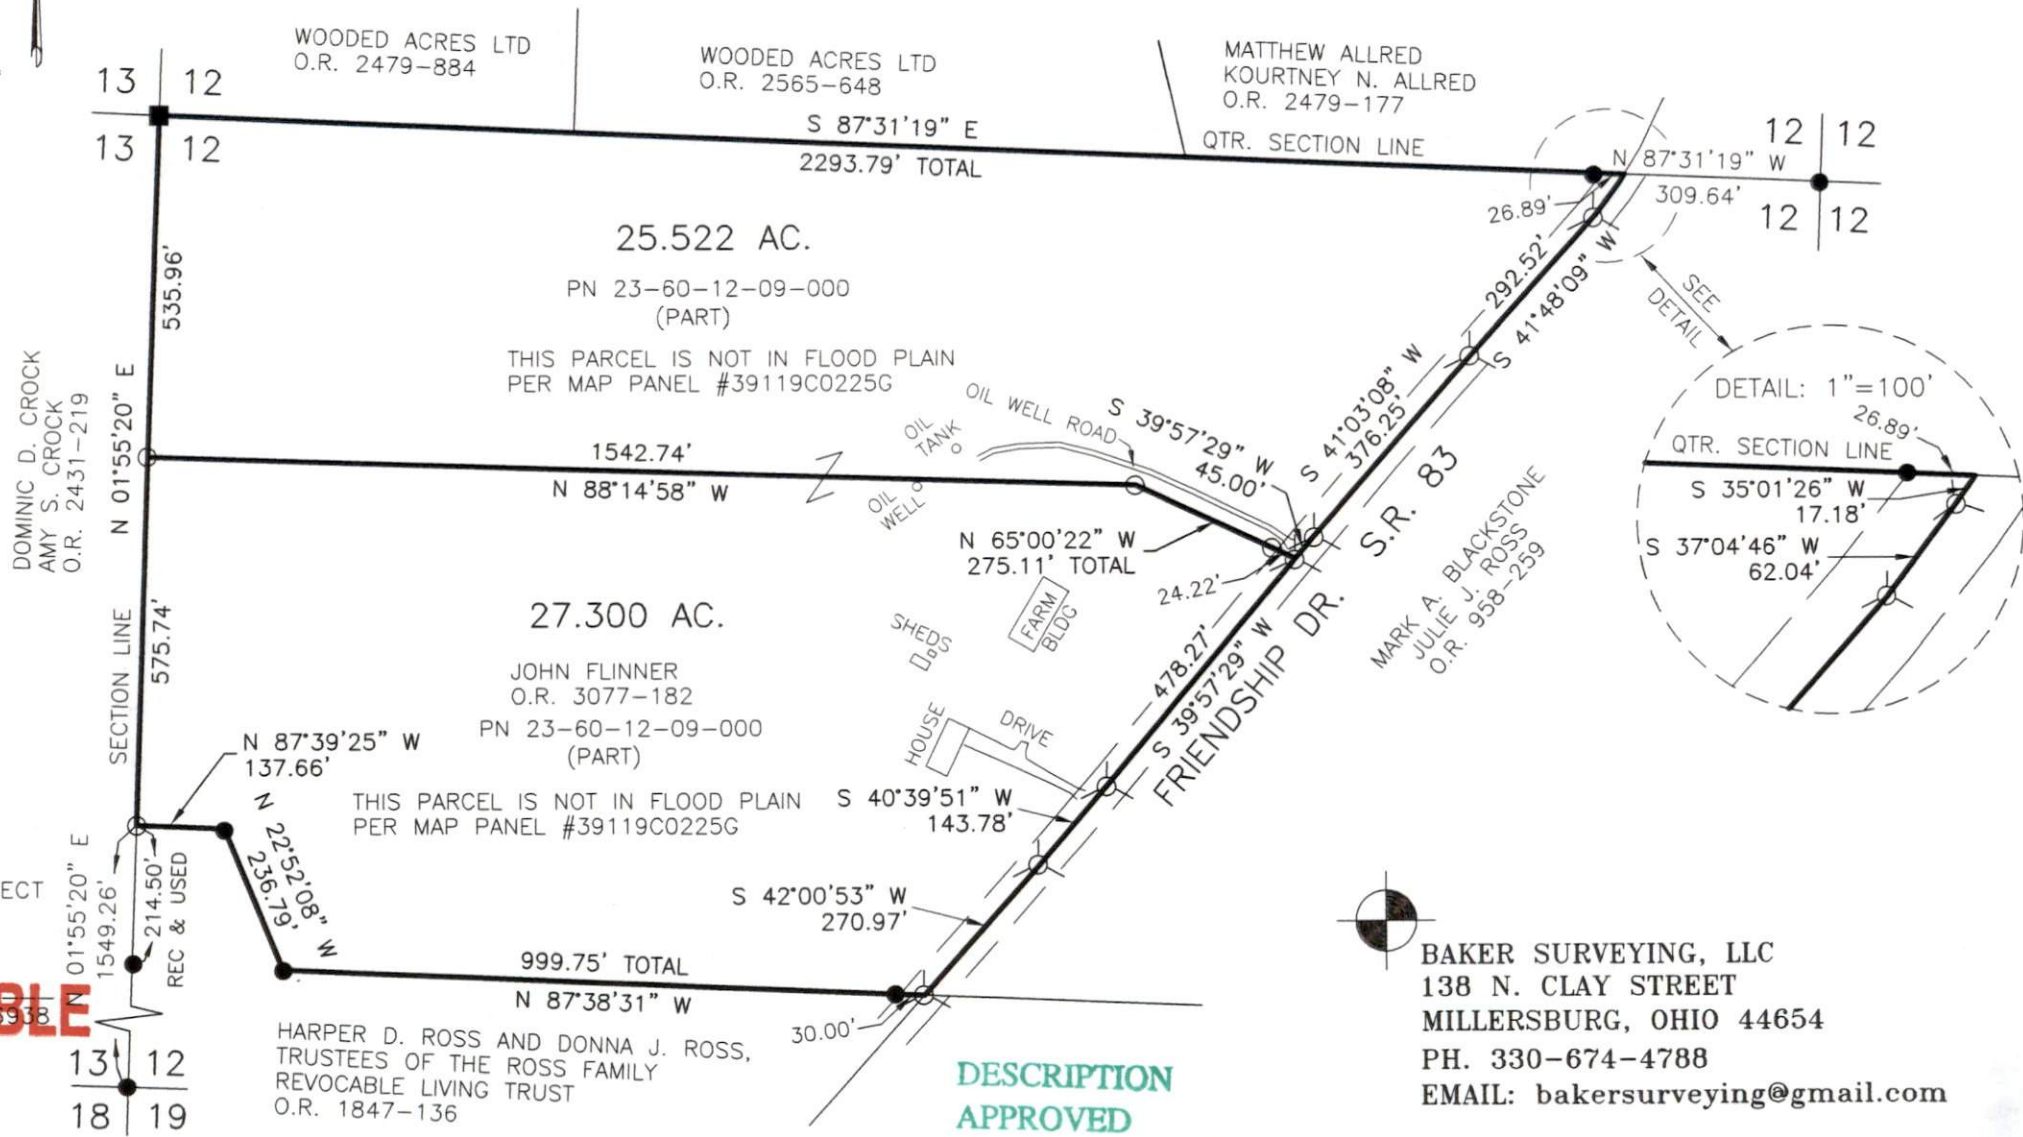 WOODED ACRES LTD
O.R. 2479-884
WOODED ACRES LTD
O.R. 2565-648
MATTHEW ALLRED
KOURTNEY N. ALLRED
O.R. 2479-177
13 12
13 12
S 87°31'19" E
2293.79' TOTAL
QTR. SECTION LINE
N 87°31'19" W
309.64'
12 12
12 12
26.89'
25.522 AC.
PN 23-60-12-09-000
(PART)
THIS PARCEL IS NOT IN FLOOD PLAIN
PER MAP PANEL #39119C0225G
535.96'
N 01°55'20" E
DOMINIC D. CROCK
AMY S. CROCK
O.R. 2431-219
292.52'
S 41°48'09" W
SEE
DETAIL
DETAIL: 1"=100'
26.89'
QTR. SECTION LINE
S 35°01'26" W
17.18'
S 37°04'46" W
62.04'
S 41°03'08" W
376.25'
OIL WELL ROAD
OIL
TANK
OIL
WELL
S 39°57'29" W
45.00'
1542.74'
N 88°14'58" W
N 65°00'22" W
275.11' TOTAL
24.22'
S.R. 83
FRIENDSHIP DR.
MARK A. BLACKSTONE
JULIE J. ROSS
O.R. 958-259
27.300 AC.
JOHN FLINNER
O.R. 3077-182
PN 23-60-12-09-000
(PART)
THIS PARCEL IS NOT IN FLOOD PLAIN
PER MAP PANEL #39119C0225G
SHEDS
FARM
BLDG
HOUSE
DRIVE
478.27'
S 39°57'29" W
S 40°39'51" W
143.78'
S 42°00'53" W
270.97'
SECTION LINE
575.74'
N 87°39'25" W
137.66'
N 22°52'08" W
236.79'
N 01°55'20" E
1549.26'
214.50'
REC & USED
ECT
BLE
3938
999.75' TOTAL
N 87°38'31" W
30.00'
HARPER D. ROSS AND DONNA J. ROSS,
TRUSTEES OF THE ROSS FAMILY
REVOCABLE LIVING TRUST
O.R. 1847-136
13 12
18 19
DESCRIPTION
APPROVED
BAKER SURVEYING, LLC
138 N. CLAY STREET
MILLERSBURG, OHIO 44654
PH. 330-674-4788
EMAIL: bakersurveying@gmail.com